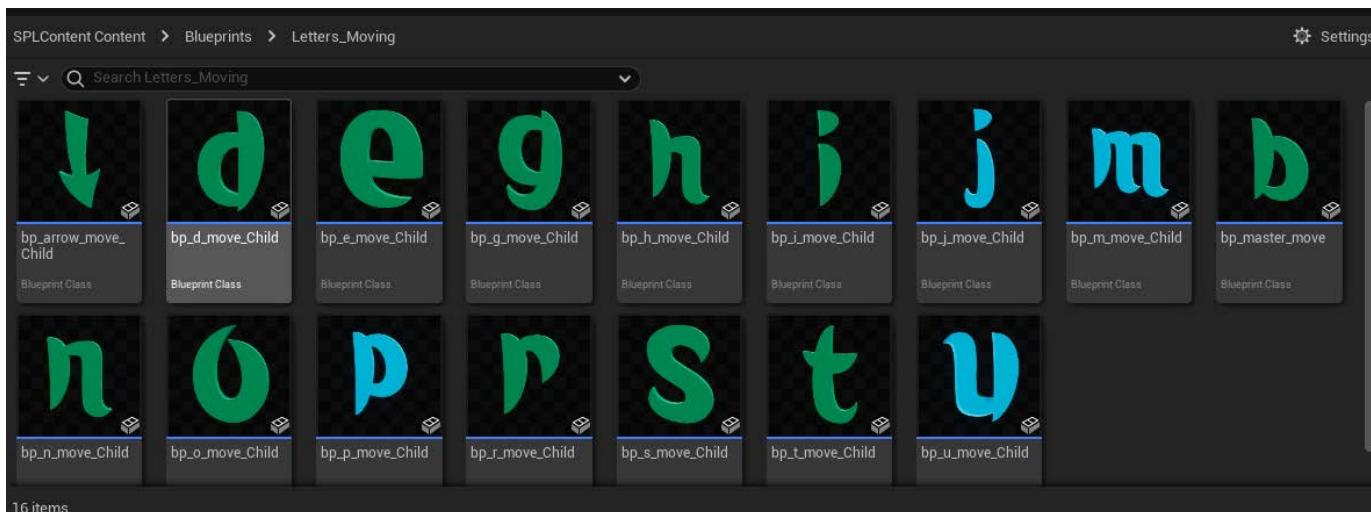 SPLContent Content > Blueprints > Letters_Moving
Settings
Search Letters_Moving
d e g h i j m b
bp_arrow_move_
Child
bp_d_move_Child
bp_e_move_Child
bp_g_move_Child
bp_h_move_Child
bp_i_move_Child
bp_j_move_Child
bp_m_move_Child
bp_master_move
Blueprint Class
Blueprint Class
Blueprint Class
Blueprint Class
Blueprint Class
Blueprint Class
Blueprint Class
Blueprint Class
Blueprint Class
n o p r s t u
bp_n_move_Child
bp_o_move_Child
bp_p_move_Child
bp_r_move_Child
bp_s_move_Child
bp_t_move_Child
bp_u_move_Child
16 items